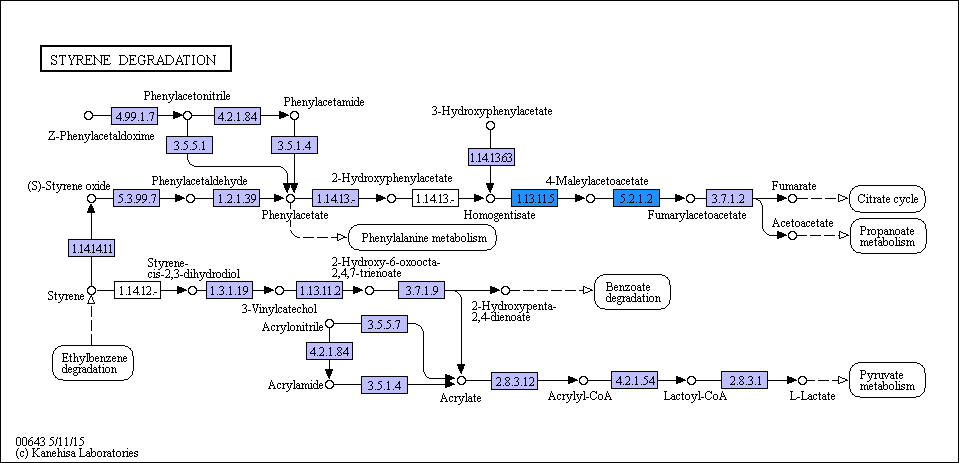 STYRENE DEGRADATION
Phenylacetonitrile
Phenylacetamide
4.99.1.7
4.2.1.84
3-Hydroxyphenylacetate
Z-Phenylacetaldoxime
3.5.5.1
3.5.1.4
1.14.13.63
(S)-Styrene oxide
Phenylacetaldehyde
2-Hydroxyphenylacetate
4-Maleylacetoacetate
Fumarate
5.3.99.7
1.2.1.39
1.14.13.-
1.14.13.-
1.13.11.5
5.2.1.2
3.7.1.2
Citrate cycle
Phenylacetate
Homogentisate
Fumarylacetoacetate
Acetoacetate
Phenylalanine metabolism
Propanoate
metabolism
1.14.14.11
Styrene-
cis-2,3-dihydrodiol
2-Hydroxy-6-oxoocta-
2,4,7-trienoate
Styrene
1.14.12.-
1.3.1.19
1.13.11.2
3.7.1.9
Benzoate
degradation
3-Vinylcatechol
2-Hydroxypenta-
2,4-dienoate
Acrylonitrile
3.5.5.7
4.2.1.84
Ethylbenzene
degradation
Acrylamide
3.5.1.4
2.8.3.12
4.2.1.54
2.8.3.1
Pyruvate
metabolism
Acrylate
Acrylyl-CoA
Lactoyl-CoA
L-Lactate
00643 5/11/15
(c) Kanehisa Laboratories